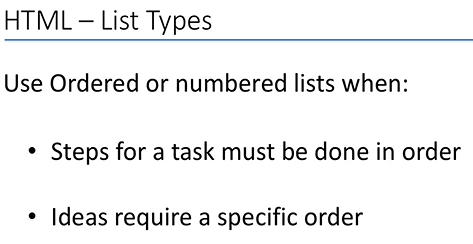 HTML – List Types
Use Ordered or numbered lists when:
• Steps for a task must be done in order
• Ideas require a specific order